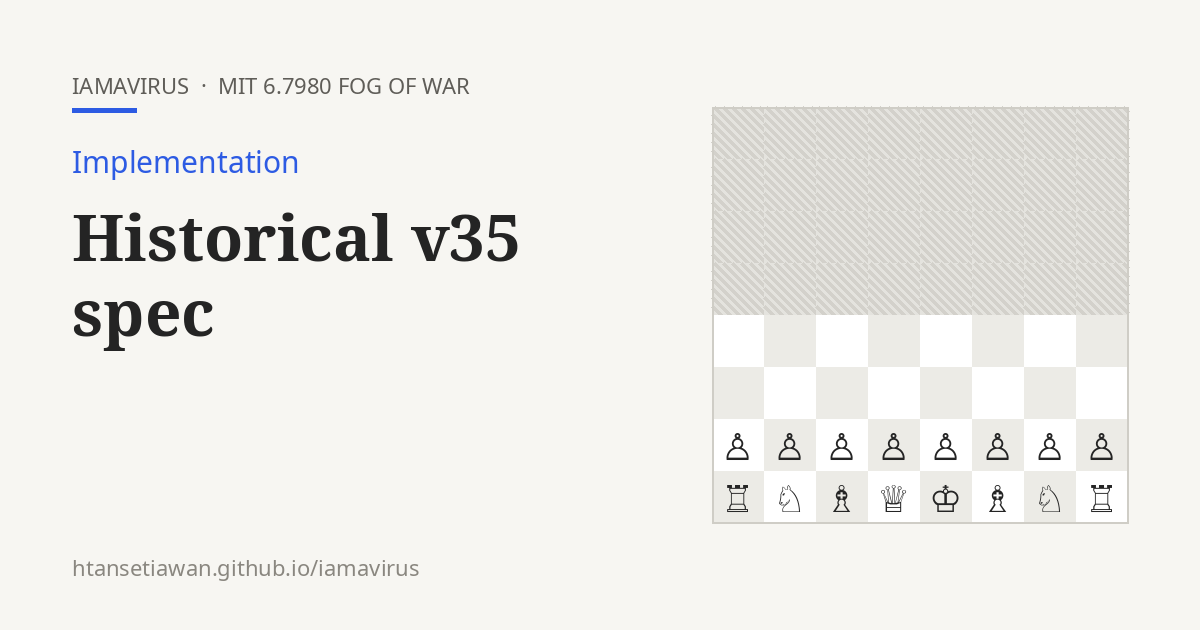 IAMAVIRUS · MIT 6.7980 FOG OF WAR
Implementation
Historical v35
spec
htansetiawan.github.io/iamavirus